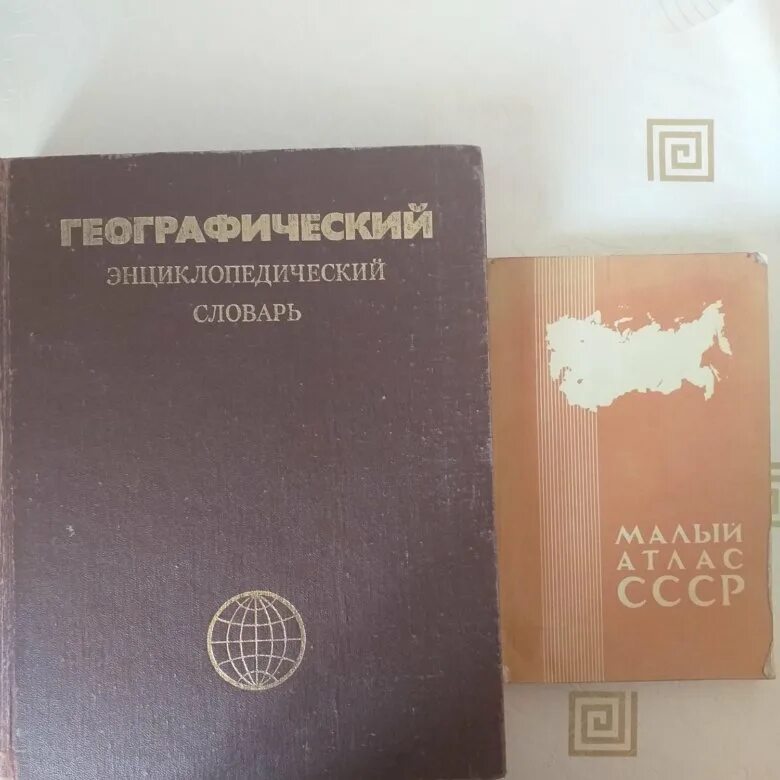 ГЕОГРАФИЧЕСКИЙ
ЭНЦИКЛОПЕДИЧЕСКИЙ
СЛОВАРЬ
МАЛЫЙ
АТЛАС
СССР